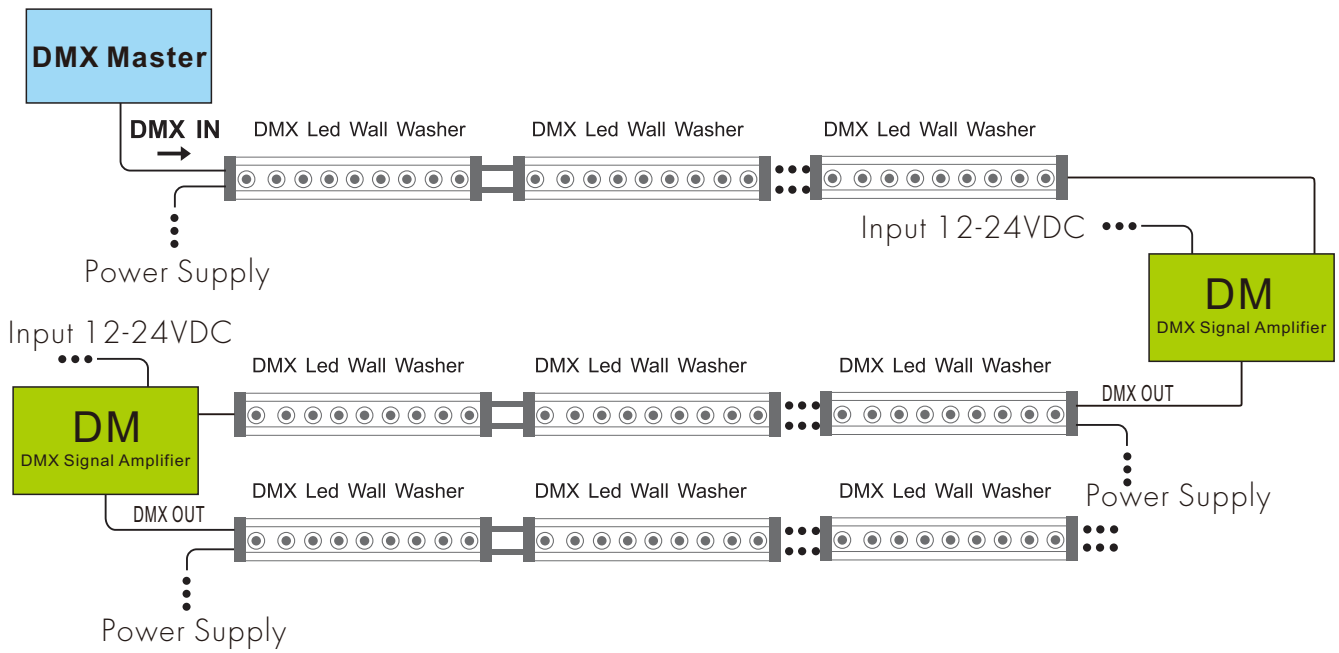 DMX Master
DMX IN
DMX Led Wall Washer
DMX Led Wall Washer
DMX Led Wall Washer
Input 12-24VDC
Power Supply
DM
DMX Signal Amplifier
Input 12-24VDC
DMX Led Wall Washer
DMX Led Wall Washer
DMX Led Wall Washer
DMX OUT
DM
DMX Signal Amplifier
Power Supply
DMX Led Wall Washer
DMX Led Wall Washer
DMX Led Wall Washer
DMX OUT
Power Supply